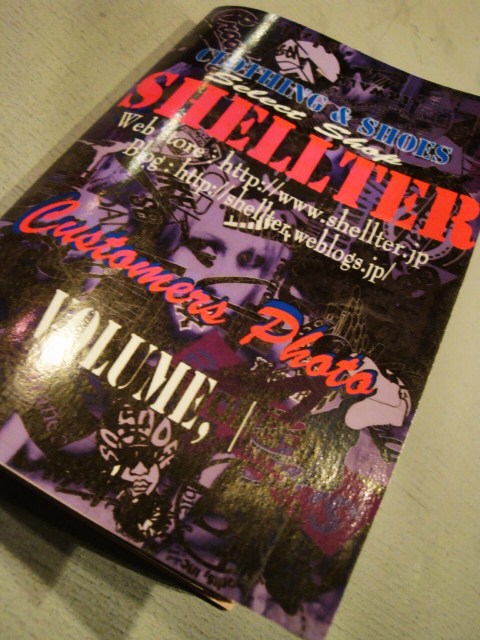 CLOTHING & SHOES
Select Shop
SHELLTER
Web store : http://www.shellter.jp
Blog : http://shellter.weblogs.jp/
Customers Photo
VOLUME, 1